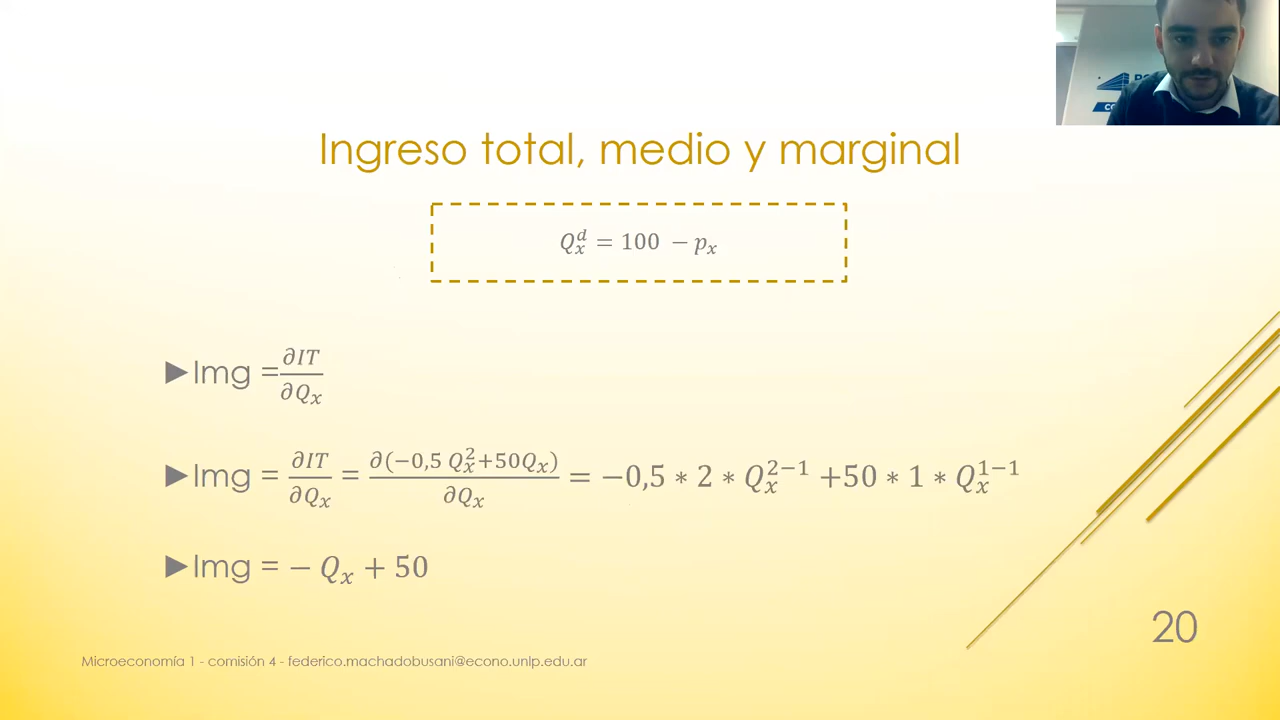 Ingreso total, medio y marginal
Q_x^d = 100 − p_x
►Img = ∂IT/∂Q_x
►Img = ∂IT/∂Q_x = ∂(−0,5 Q_x^2+50Q_x)/∂Q_x = −0,5 ∗ 2 ∗ Q_x^{2−1} +50 ∗ 1 ∗ Q_x^{1−1}
►Img = − Q_x + 50
20
Microeconomía 1 - comisión 4 - federico.machadobusani@econo.unlp.edu.ar